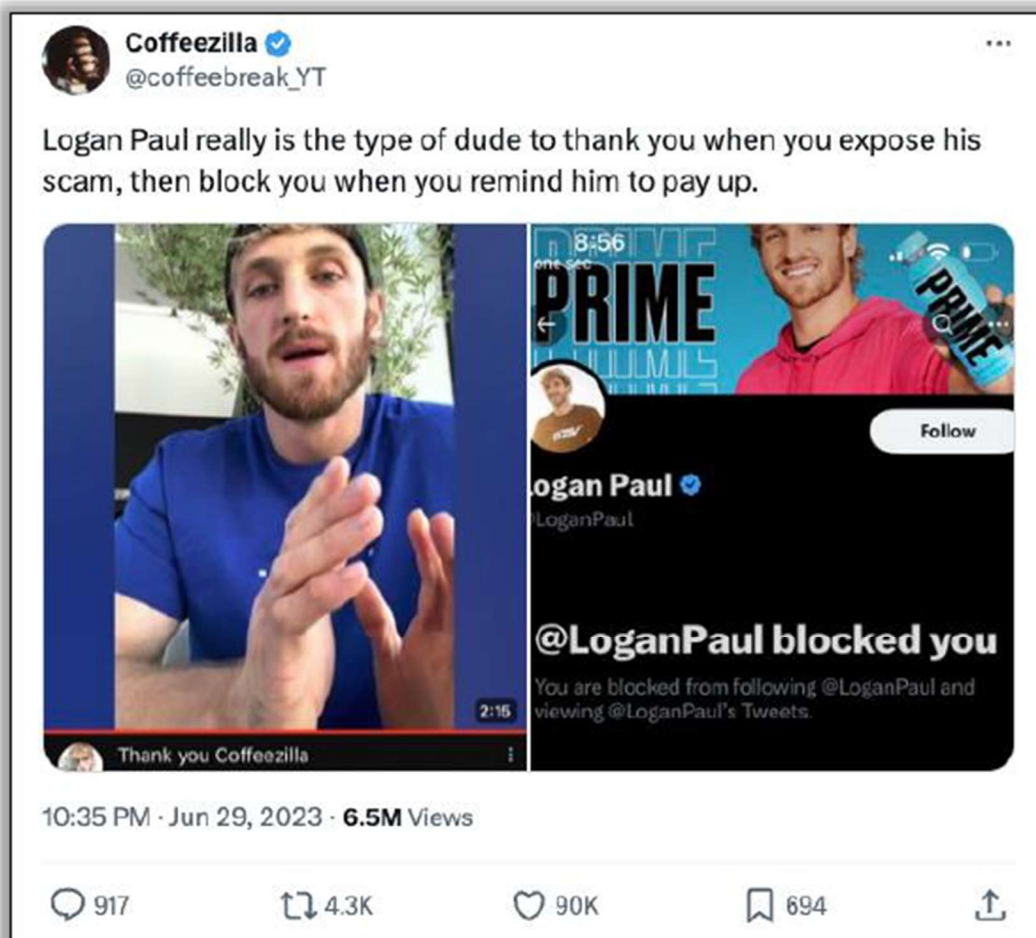 Coffeezilla
@coffeebreak_YT
Logan Paul really is the type of dude to thank you when you expose his
scam, then block you when you remind him to pay up.
2:15
Thank you Coffeezilla
8:56
one sec
PRIME
PRIME
Follow
ogan Paul
LoganPaul
@LoganPaul blocked you
You are blocked from following @LoganPaul and
viewing @LoganPaul's Tweets.
10:35 PM · Jun 29, 2023 · 6.5M Views
917
4.3K
90K
694